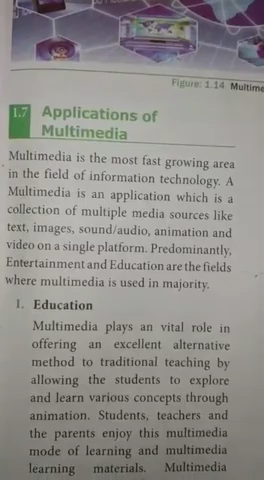 Figure: 1.14 Multime
1.7 Applications of
Multimedia
Multimedia is the most fast growing area
in the field of information technology. A
Multimedia is an application which is a
collection of multiple media sources like
text, images, sound/audio, animation and
video on a single platform. Predominantly,
Entertainment and Education are the fields
where multimedia is used in majority.
1. Education
Multimedia plays an vital role in
offering an excellent alternative
method to traditional teaching by
allowing the students to explore
and learn various concepts through
animation. Students, teachers and
the parents enjoy this multimedia
mode of learning and multimedia
learning materials. Multimedia